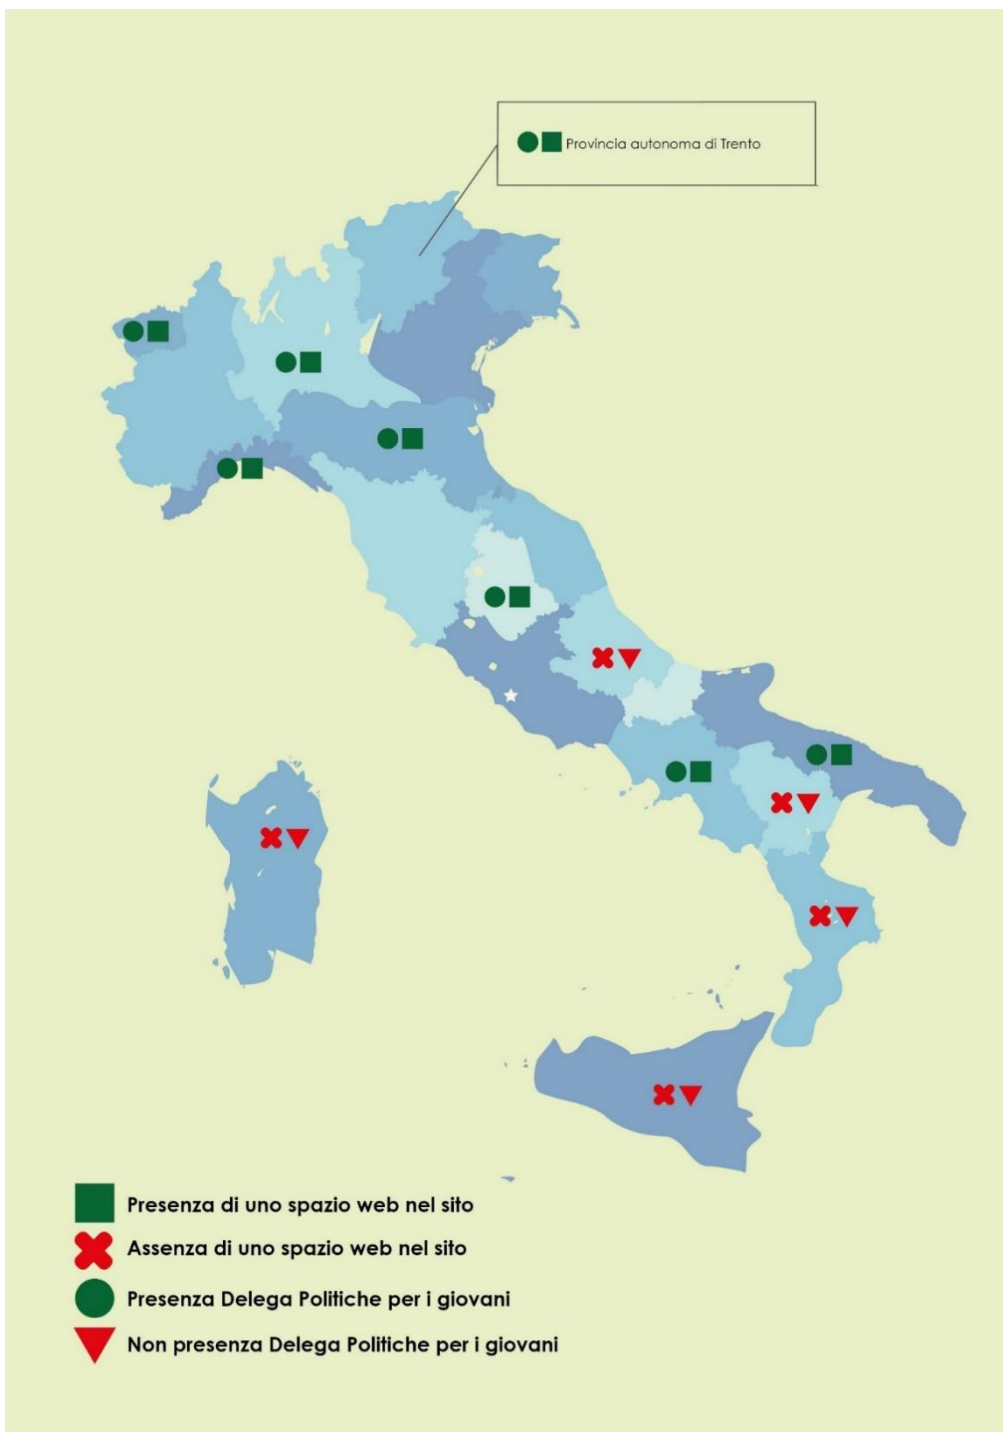 Provincia autonoma di Trento
Presenza di uno spazio web nel sito
Assenza di uno spazio web nel sito
Presenza Delega Politiche per i giovani
Non presenza Delega Politiche per i giovani